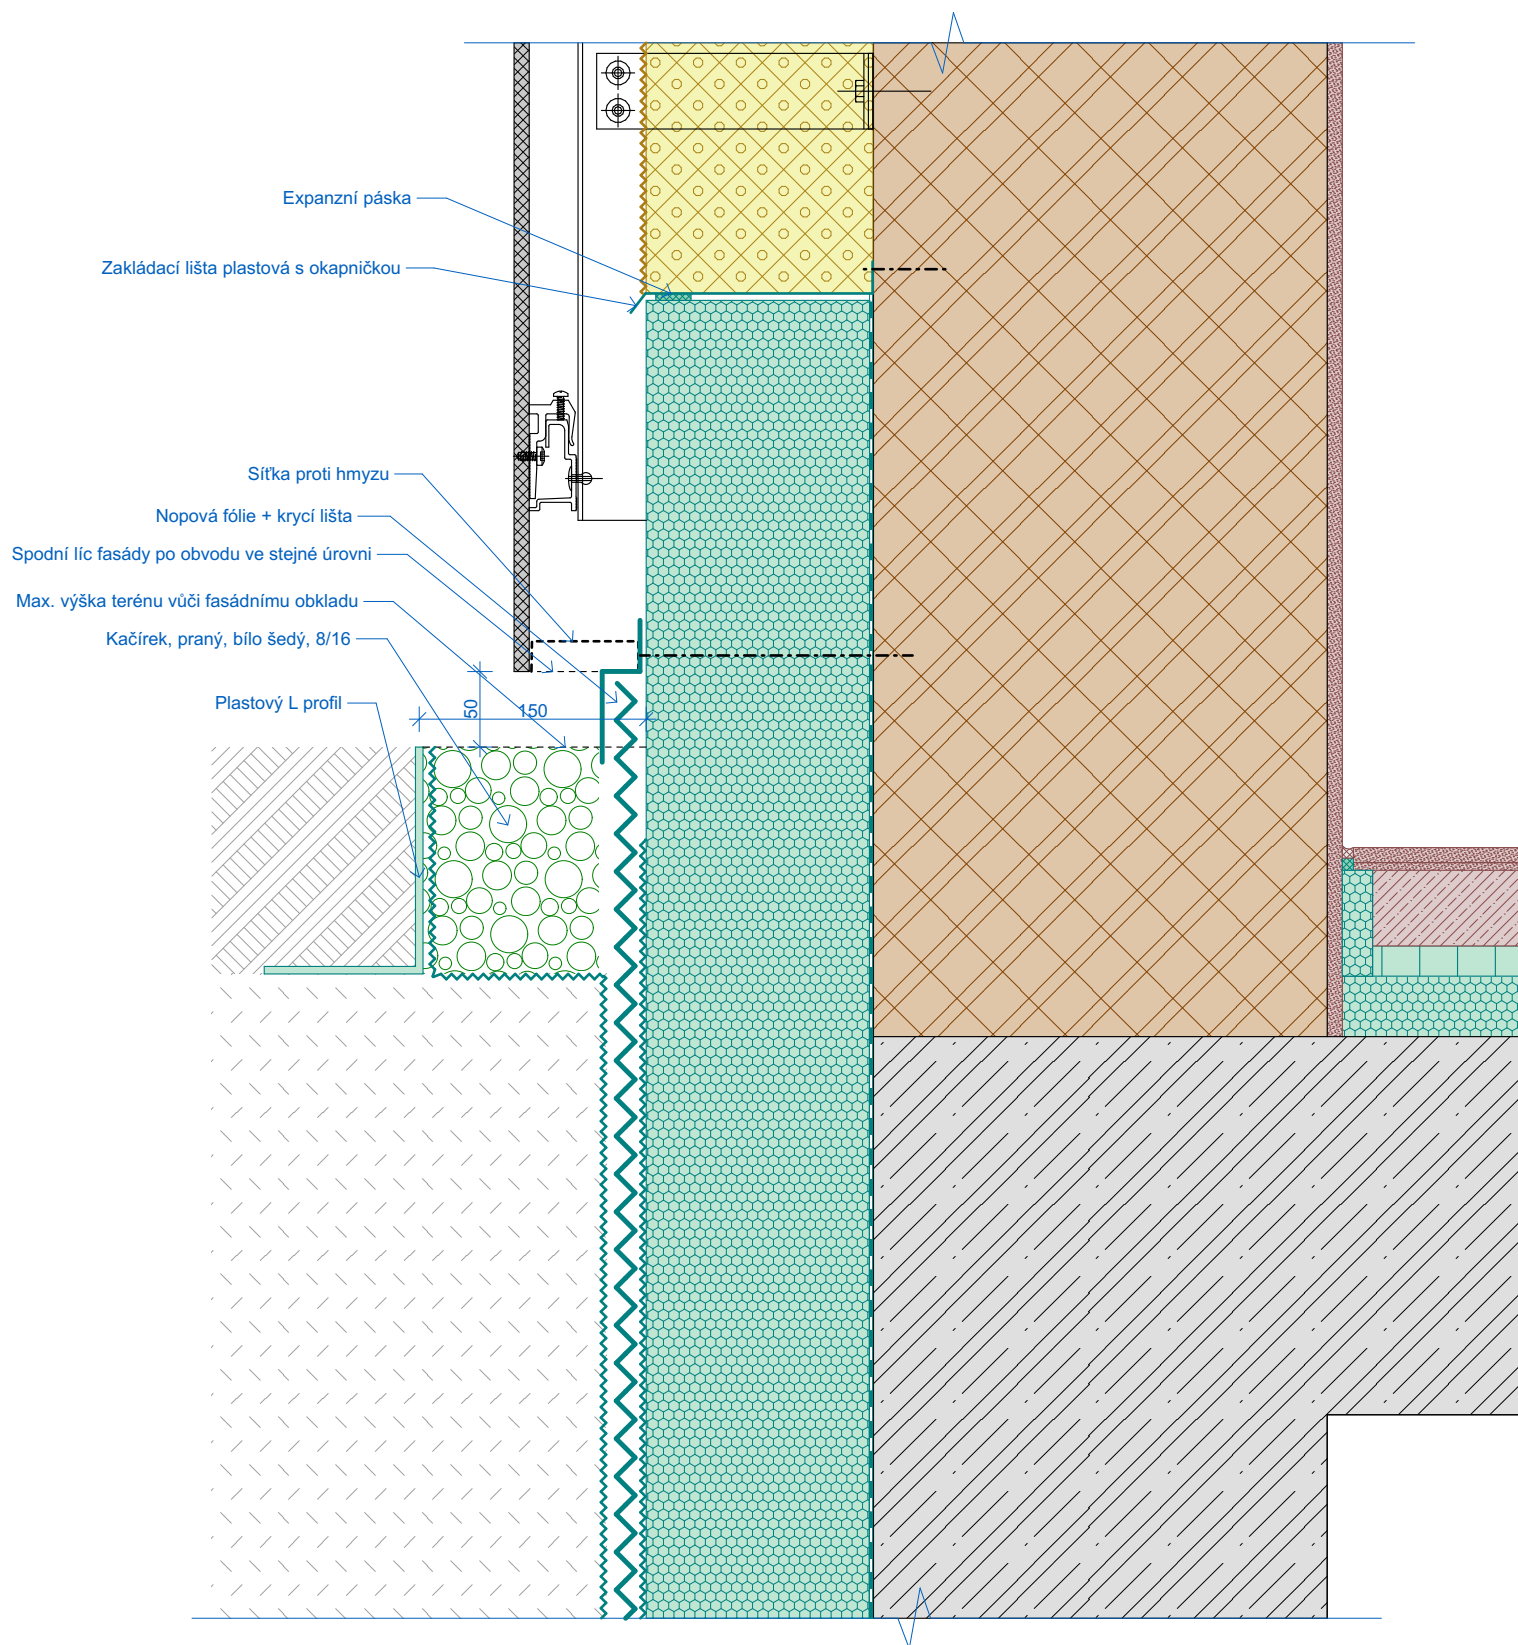 Expanzní páska
Zakládací lišta plastová s okapničkou
Síťka proti hmyzu
Nopová fólie + krycí lišta
Spodní líc fasády po obvodu ve stejné úrovni
Max. výška terénu vůči fasádnímu obkladu
Kačírek, praný, bílo šedý, 8/16
Plastový L profil
50
150